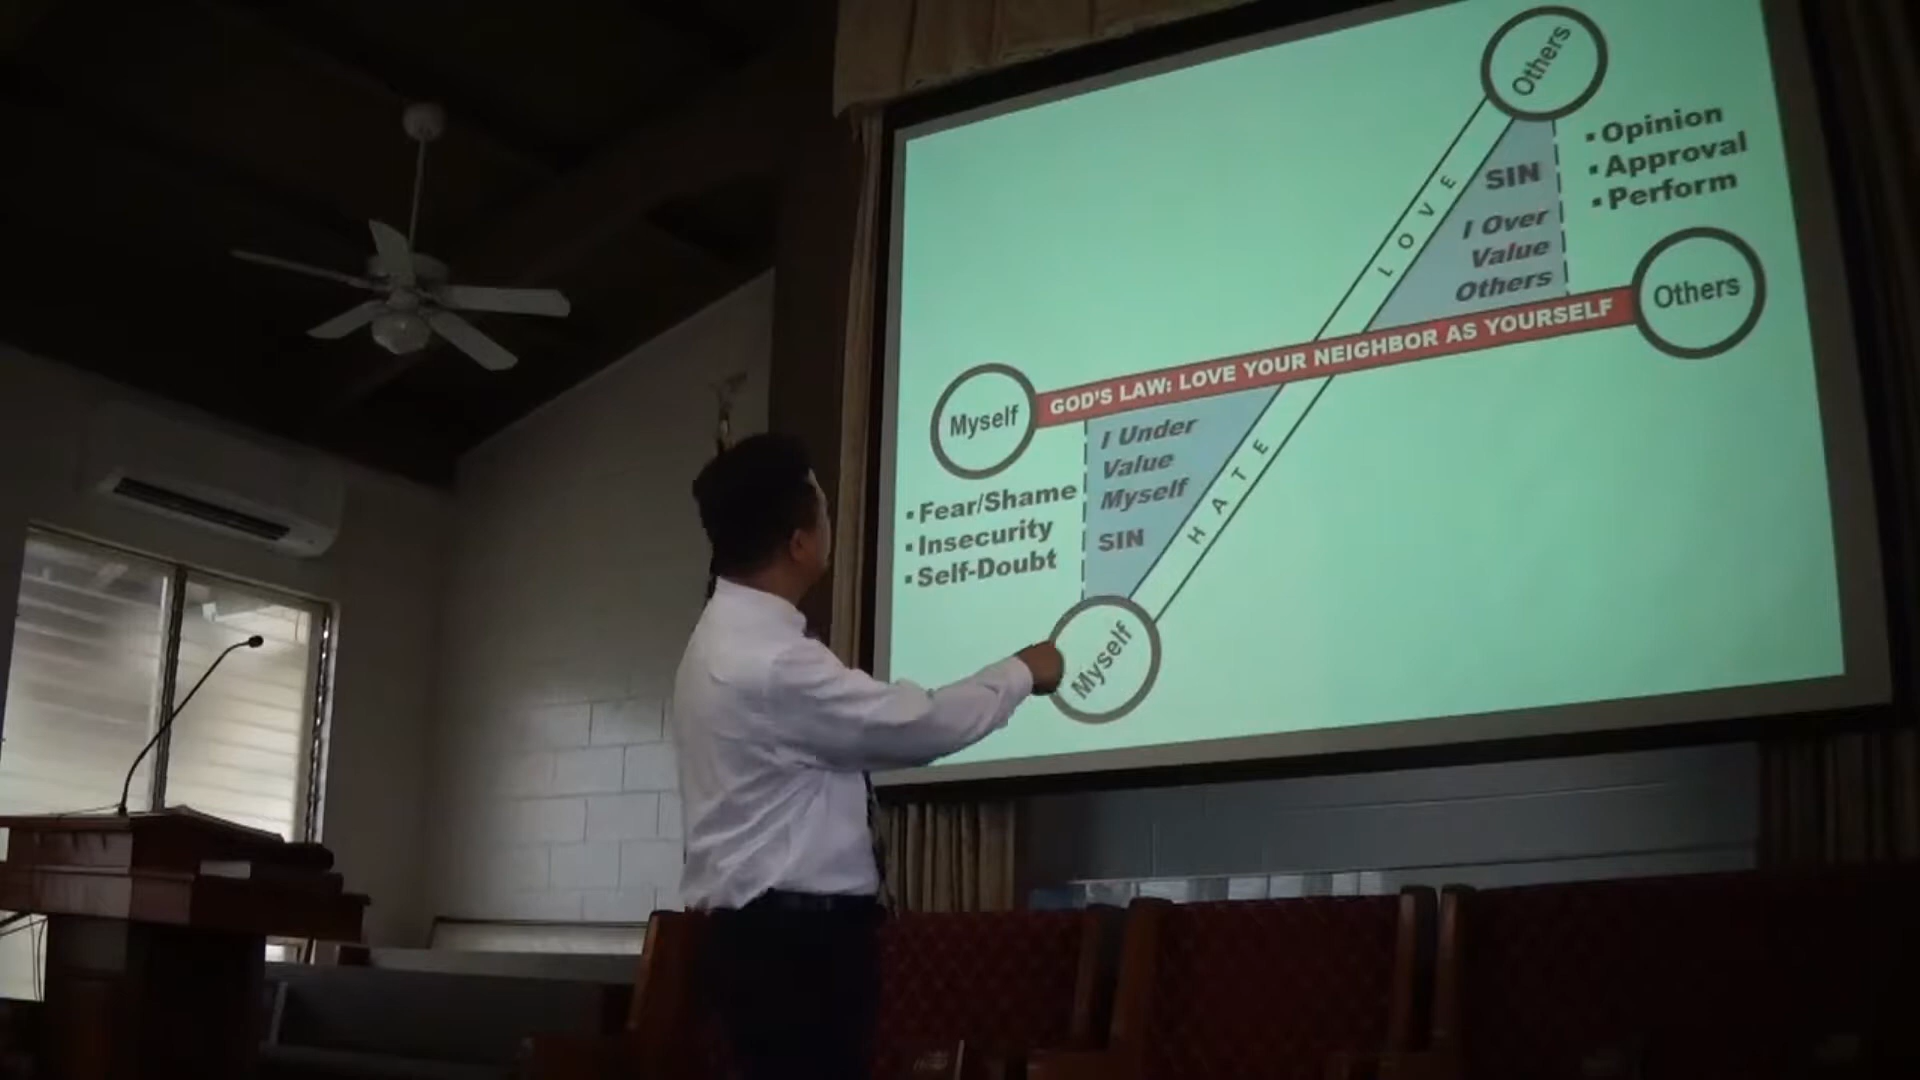 Others
▪ Opinion
▪ Approval
▪ Perform
SIN
I Over
Value
Others
LOVE
Others
GOD'S LAW: LOVE YOUR NEIGHBOR AS YOURSELF
Myself
I Under
Value
Myself
SIN
HATE
▪ Fear/Shame
▪ Insecurity
▪ Self-Doubt
Myself